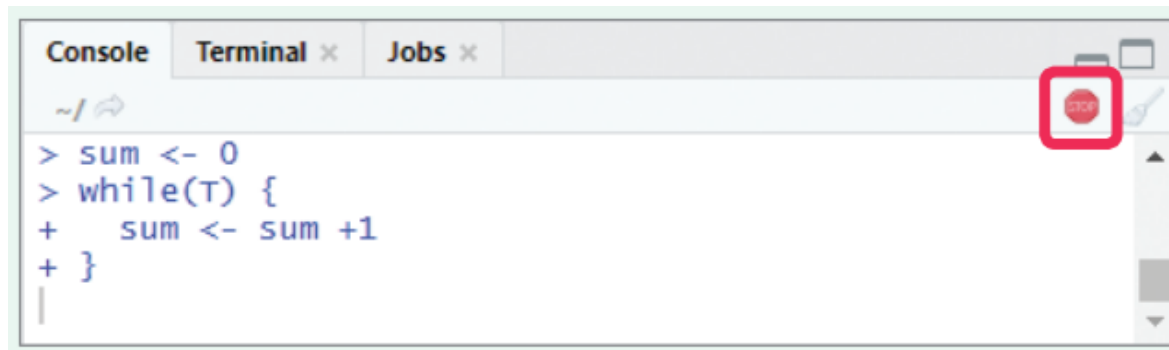 Console Terminal × Jobs ×
~/
STOP
> sum <- 0
> while(T) {
+   sum <- sum +1
+ }